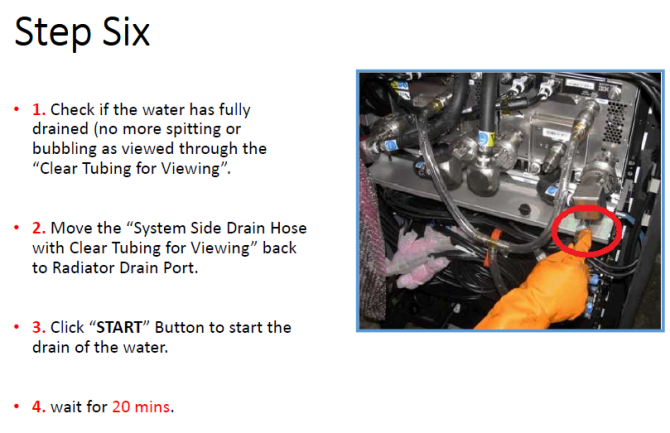 Step Six
• 1. Check if the water has fully
drained (no more spitting or
bubbling as viewed through the
“Clear Tubing for Viewing”.
• 2. Move the “System Side Drain Hose
with Clear Tubing for Viewing” back
to Radiator Drain Port.
• 3. Click “START” Button to start the
drain of the water.
• 4. wait for 20 mins.